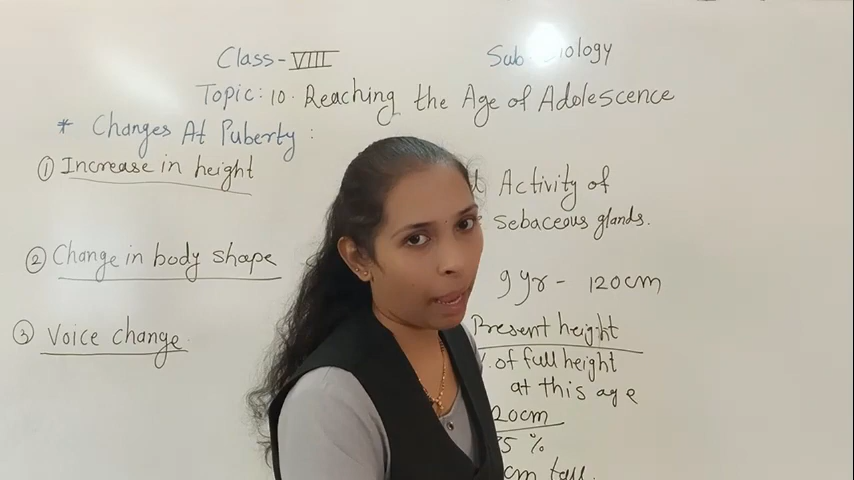 Class-VIII
Sub- iology
Topic: 10. Reaching the Age of Adolescence
* Changes At Puberty :
① Increase in height
② Change in body shape
③ Voice change
Activity of
sebaceous glands.
9 yr - 120cm
Present height
% of full height
at this age
20cm
5 %
cm tall.